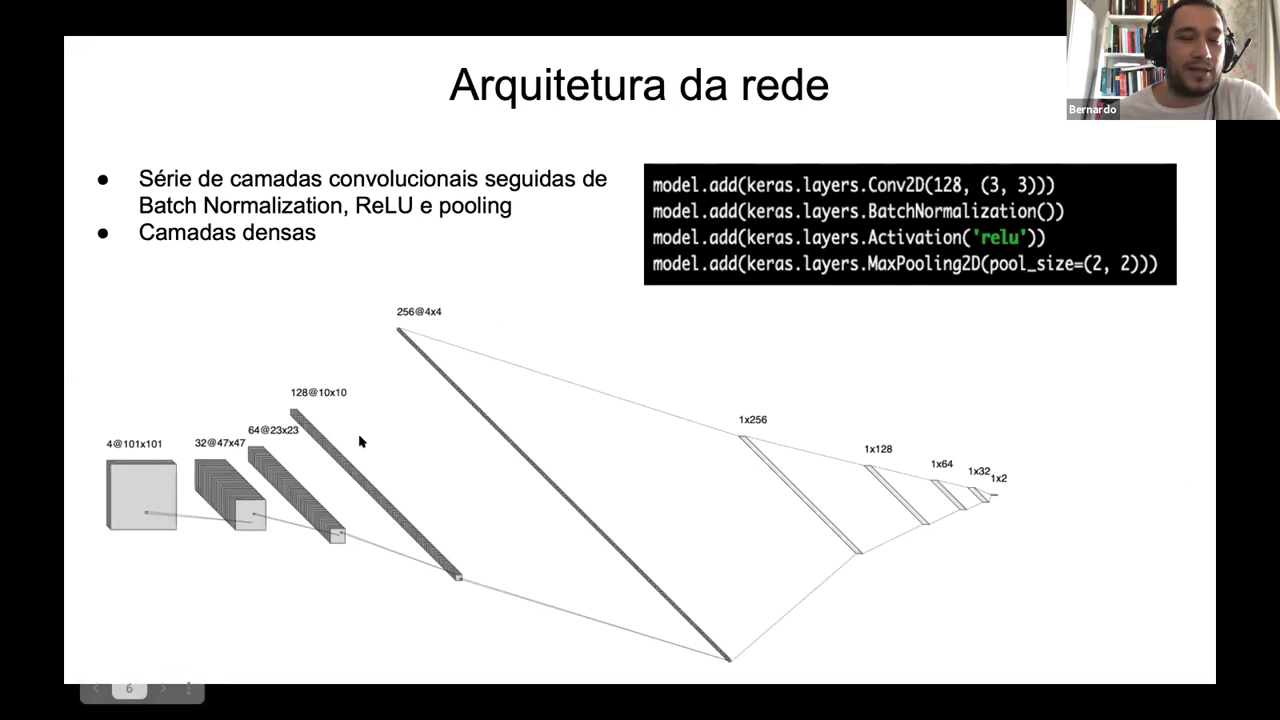 Arquitetura da rede
Bernardo
● Série de camadas convolucionais seguidas de
Batch Normalization, ReLU e pooling
● Camadas densas
model.add(keras.layers.Conv2D(128, (3, 3)))
model.add(keras.layers.BatchNormalization())
model.add(keras.layers.Activation('relu'))
model.add(keras.layers.MaxPooling2D(pool_size=(2, 2)))
256@4x4
128@10x10
64@23x23
4@101x101
32@47x47
1x256
1x128
1x64
1x32
1x2
6